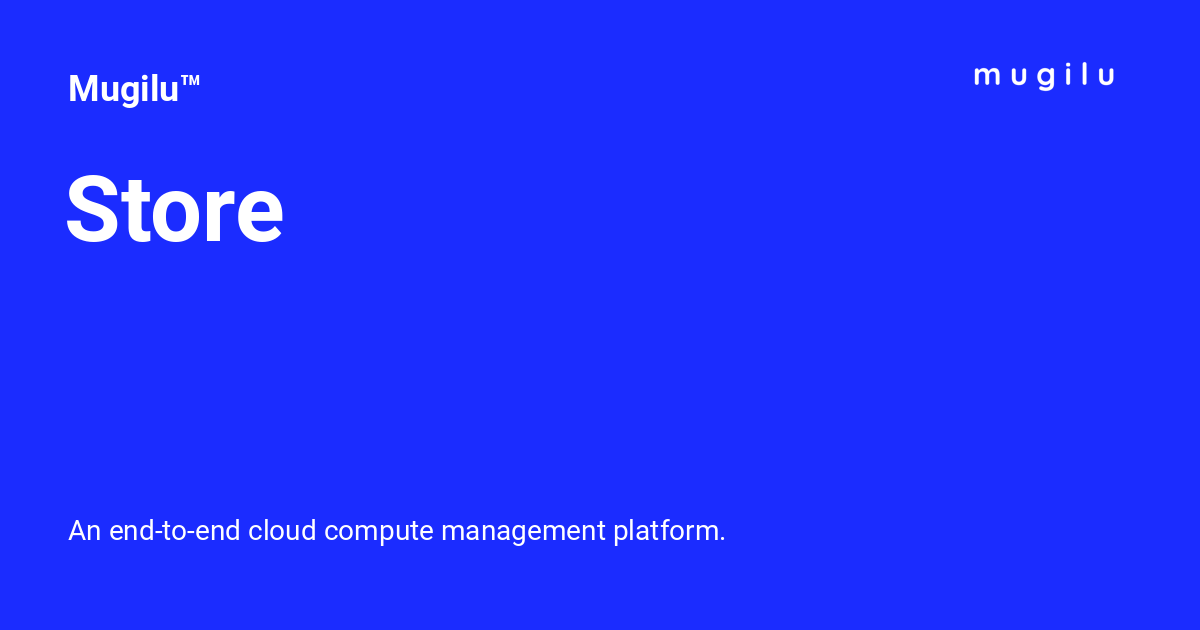 Mugilu™
mugilu
Store
An end-to-end cloud compute management platform.